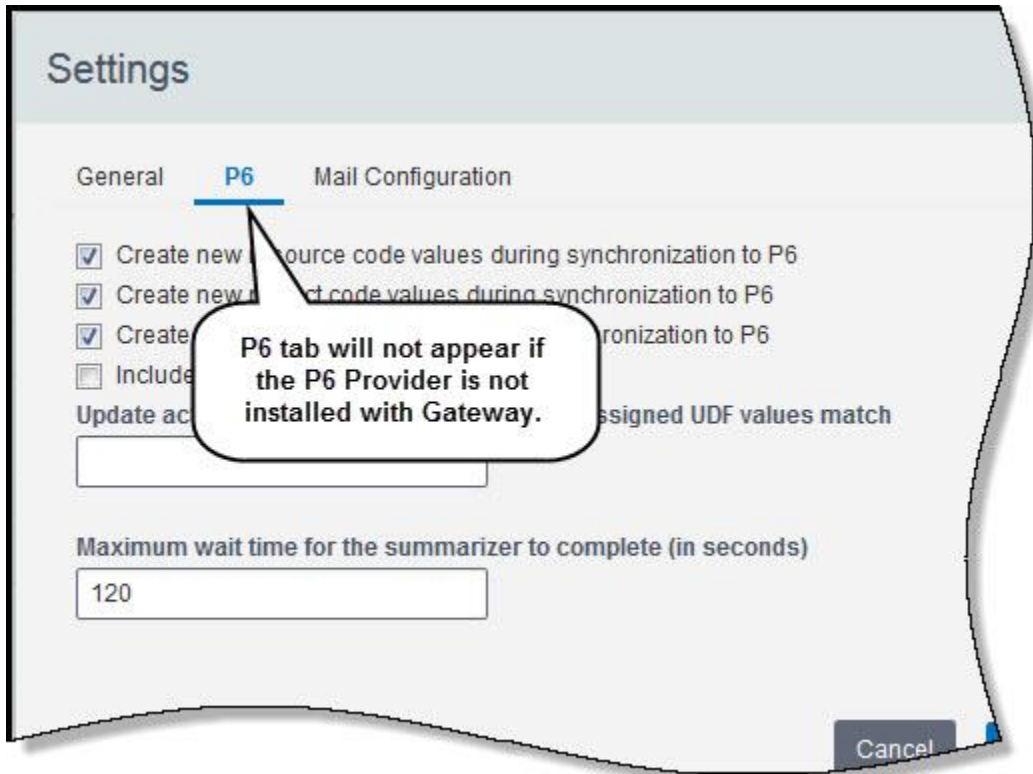 Settings
General P6 Mail Configuration
Create new source code values during synchronization to P6
Create new ct code values during synchronization to P6
Create ronization to P6
Include
P6 tab will not appear if
the P6 Provider is not
installed with Gateway.
Update ac ssigned UDF values match
Maximum wait time for the summarizer to complete (in seconds)
120
Cancel